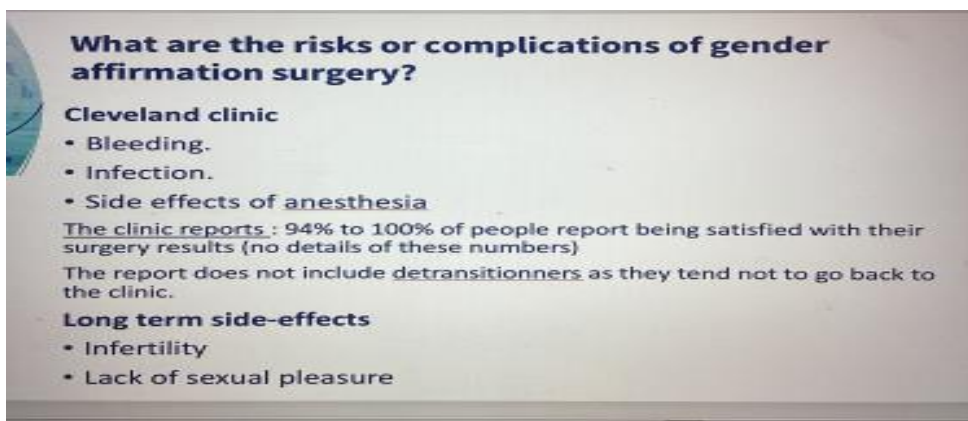 What are the risks or complications of gender
affirmation surgery?
Cleveland clinic
• Bleeding.
• Infection.
• Side effects of anesthesia
The clinic reports : 94% to 100% of people report being satisfied with their
surgery results (no details of these numbers)
The report does not include detransitionners as they tend not to go back to
the clinic.
Long term side-effects
• Infertility
• Lack of sexual pleasure